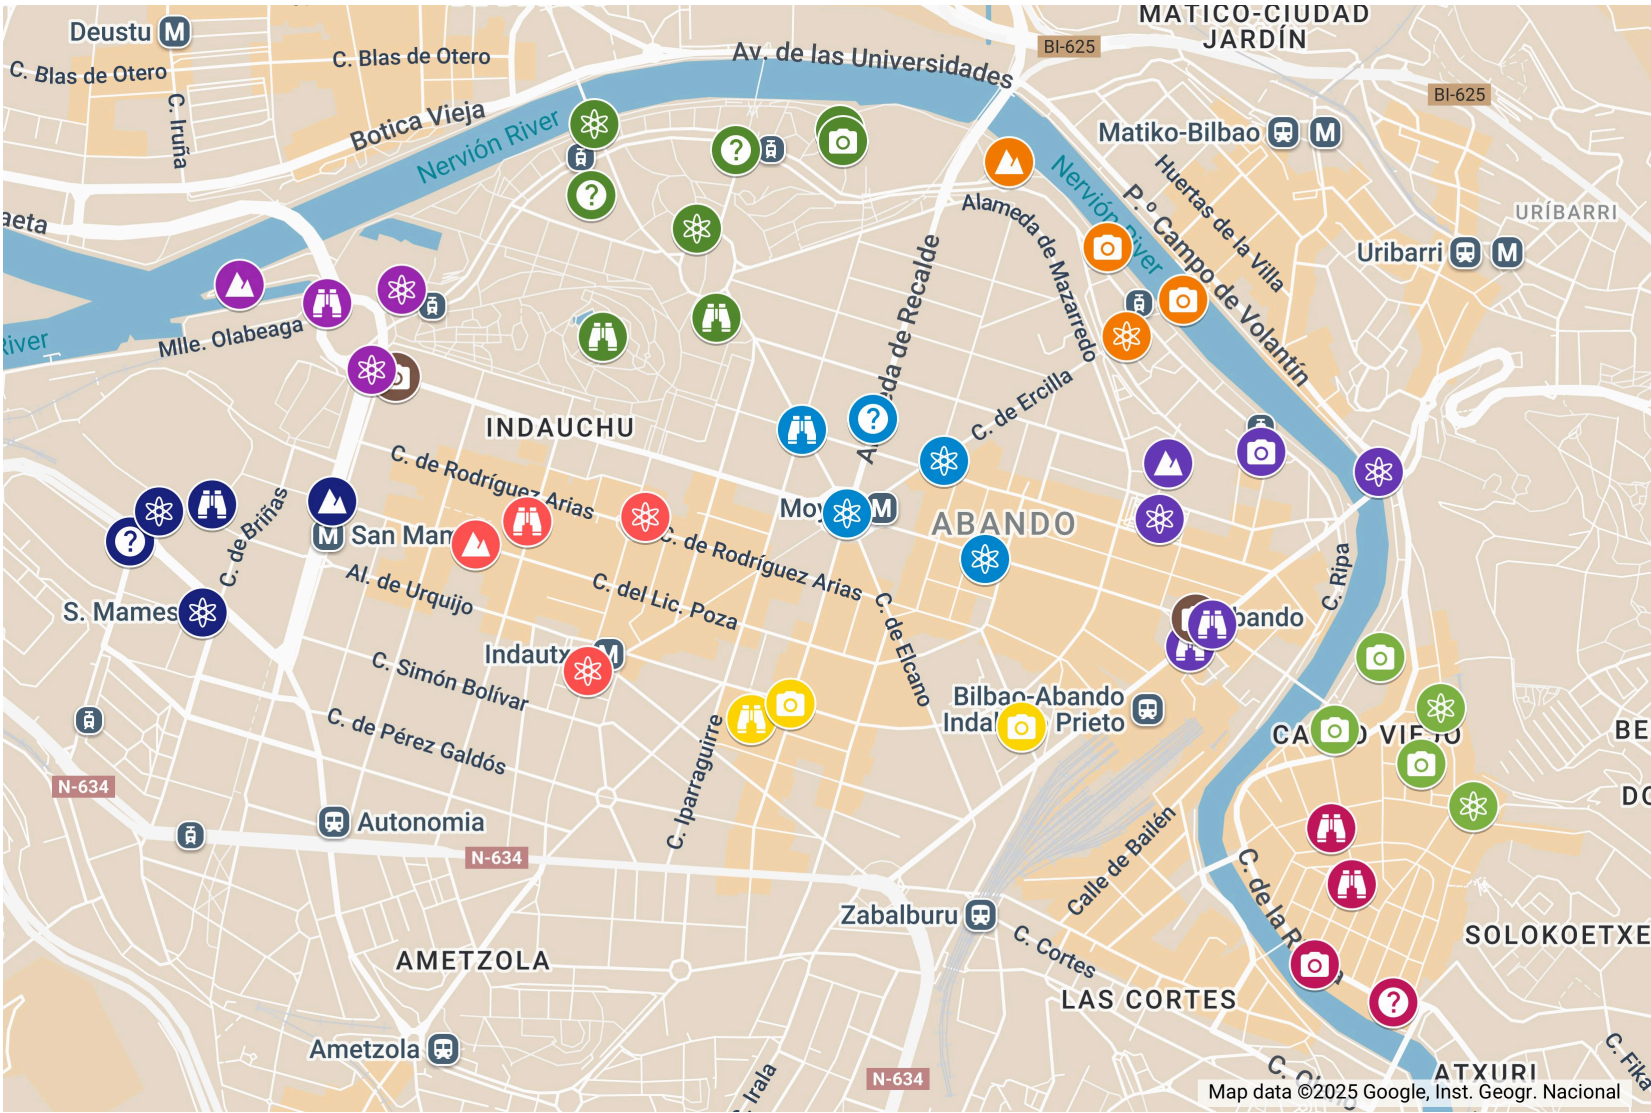 MATICO-CIUDAD
JARDÍN
Deustu M
C. Blas de Otero
C. Blas de Otero
C. Iruña
Botica Vieja
Nervión River
Av. de las Universidades
BI-625
BI-625
Matiko-Bilbao M
Huertas de la Villa
URÍBARRI
Uribarri M
P.º Campo de Volantín
Nervión River
Alameda de Mazarredo
aeta
Mlle. Olabeaga
River
INDAUCHU
C. de Ercilla
C. de Rodríguez Arias
C. de Briñas
M San Mam
S. Mames
Moy M
ABANDO
C. de Rodríguez Arias
Al. de Urquijo
C. del Lic. Poza
C. de Elcano
C. Ripa
bando
Indautx M
C. Simón Bolívar
C. de Pérez Galdós
C. Iparraguirre
Bilbao-Abando
Prieto
N-634
Autonomia
N-634
Calle de Bailén
C. de la R
Zabalburu
C. Cortes
LAS CORTES
AMETZOLA
Ametzola
N-634
Irala
SOLOKOETXE
BE
ATXURI
C. Fika
Map data ©2025 Google, Inst. Geogr. Nacional